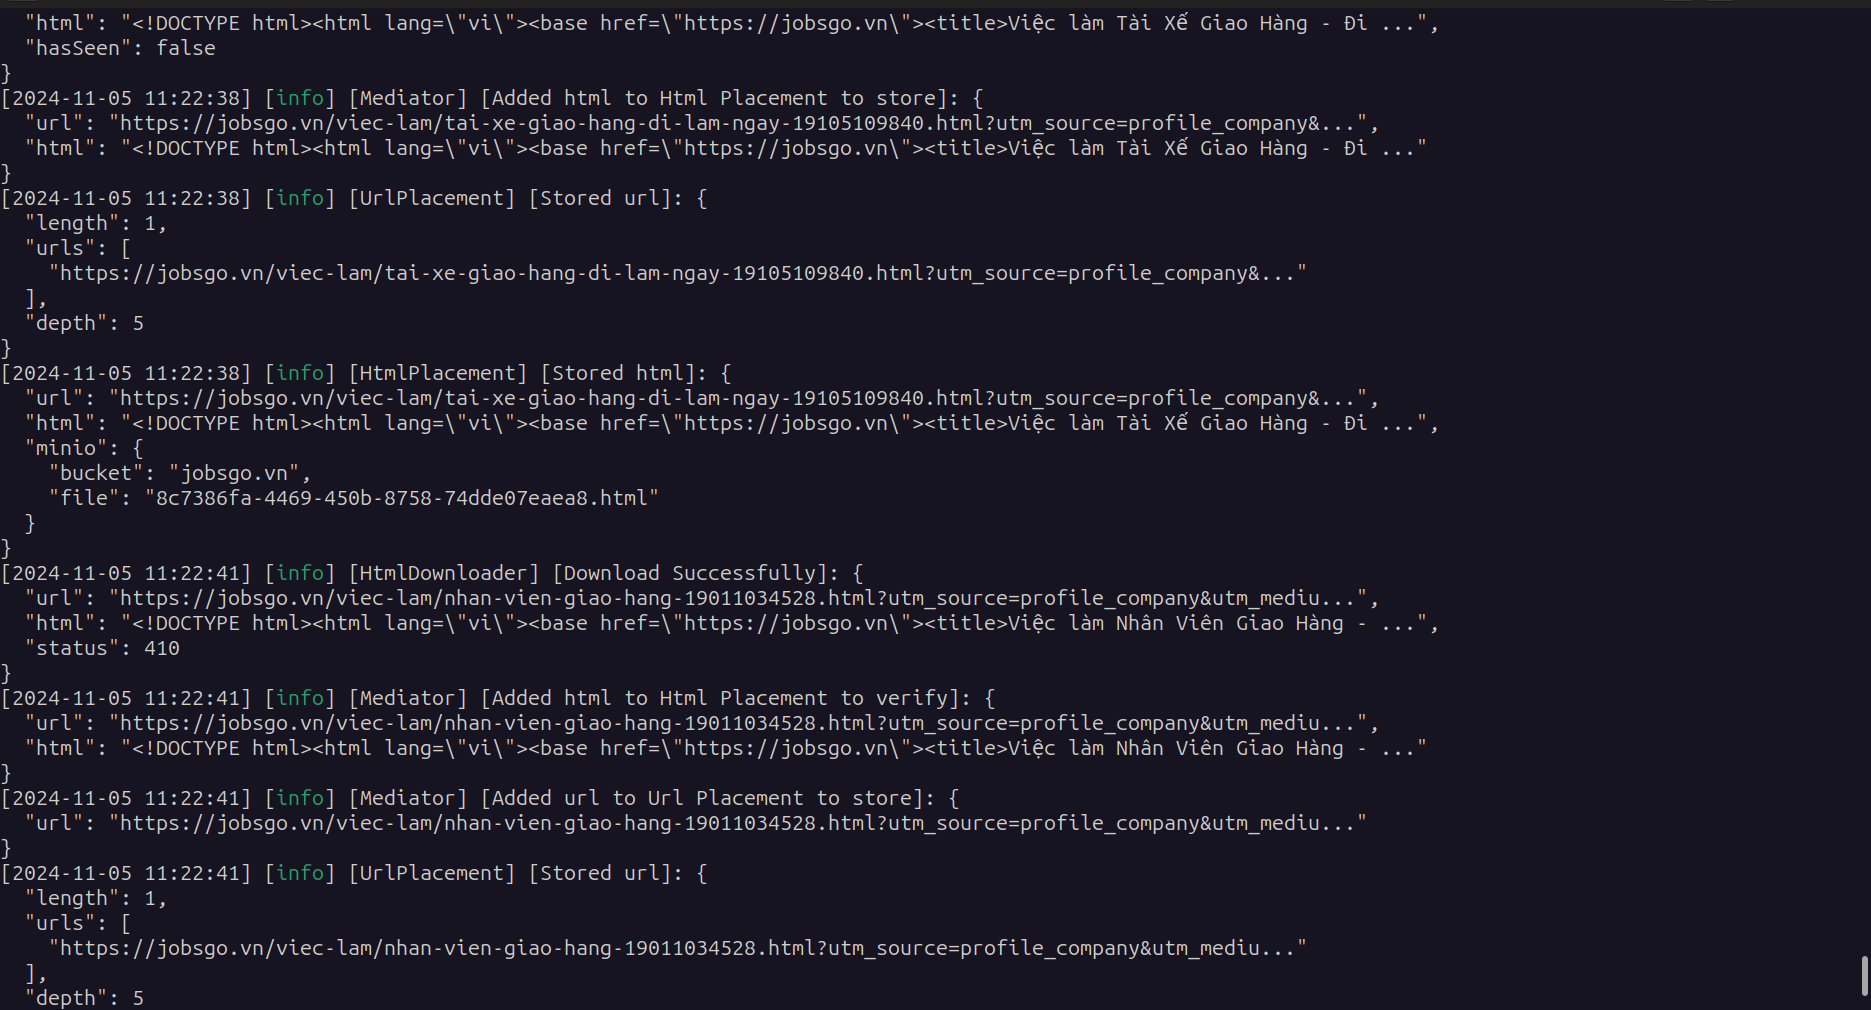 "html": "<!DOCTYPE html><html lang=\"vi\"><base href=\"https://jobsgo.vn\"><title>Việc làm Tài Xế Giao Hàng - Đi ...",
  "hasSeen": false
}
[2024-11-05 11:22:38] [info] [Mediator] [Added html to Html Placement to store]: {
  "url": "https://jobsgo.vn/viec-lam/tai-xe-giao-hang-di-lam-ngay-19105109840.html?utm_source=profile_company&...",
  "html": "<!DOCTYPE html><html lang=\"vi\"><base href=\"https://jobsgo.vn\"><title>Việc làm Tài Xế Giao Hàng - Đi ..."
}
[2024-11-05 11:22:38] [info] [UrlPlacement] [Stored url]: {
  "length": 1,
  "urls": [
    "https://jobsgo.vn/viec-lam/tai-xe-giao-hang-di-lam-ngay-19105109840.html?utm_source=profile_company&..."
  ],
  "depth": 5
}
[2024-11-05 11:22:38] [info] [HtmlPlacement] [Stored html]: {
  "url": "https://jobsgo.vn/viec-lam/tai-xe-giao-hang-di-lam-ngay-19105109840.html?utm_source=profile_company&...",
  "html": "<!DOCTYPE html><html lang=\"vi\"><base href=\"https://jobsgo.vn\"><title>Việc làm Tài Xế Giao Hàng - Đi ...",
  "minio": {
    "bucket": "jobsgo.vn",
    "file": "8c7386fa-4469-450b-8758-74dde07eaea8.html"
  }
}
[2024-11-05 11:22:41] [info] [HtmlDownloader] [Download Successfully]: {
  "url": "https://jobsgo.vn/viec-lam/nhan-vien-giao-hang-19011034528.html?utm_source=profile_company&utm_mediu...",
  "html": "<!DOCTYPE html><html lang=\"vi\"><base href=\"https://jobsgo.vn\"><title>Việc làm Nhân Viên Giao Hàng - ...",
  "status": 410
}
[2024-11-05 11:22:41] [info] [Mediator] [Added html to Html Placement to verify]: {
  "url": "https://jobsgo.vn/viec-lam/nhan-vien-giao-hang-19011034528.html?utm_source=profile_company&utm_mediu...",
  "html": "<!DOCTYPE html><html lang=\"vi\"><base href=\"https://jobsgo.vn\"><title>Việc làm Nhân Viên Giao Hàng - ..."
}
[2024-11-05 11:22:41] [info] [Mediator] [Added url to Url Placement to store]: {
  "url": "https://jobsgo.vn/viec-lam/nhan-vien-giao-hang-19011034528.html?utm_source=profile_company&utm_mediu..."
}
[2024-11-05 11:22:41] [info] [UrlPlacement] [Stored url]: {
  "length": 1,
  "urls": [
    "https://jobsgo.vn/viec-lam/nhan-vien-giao-hang-19011034528.html?utm_source=profile_company&utm_mediu..."
  ],
  "depth": 5